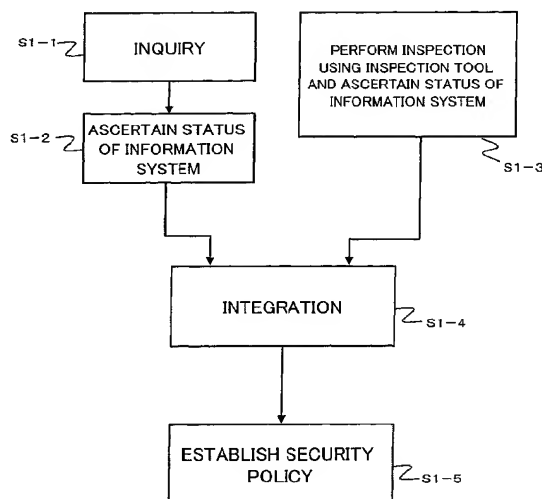 S1-1
INQUIRY
PERFORM INSPECTION
USING INSPECTION TOOL
AND ASCERTAIN STATUS OF
INFORMATION SYSTEM
S1-2
ASCERTAIN STATUS
OF INFORMATION
SYSTEM
S1-3
INTEGRATION
S1-4
ESTABLISH SECURITY
POLICY
S1-5